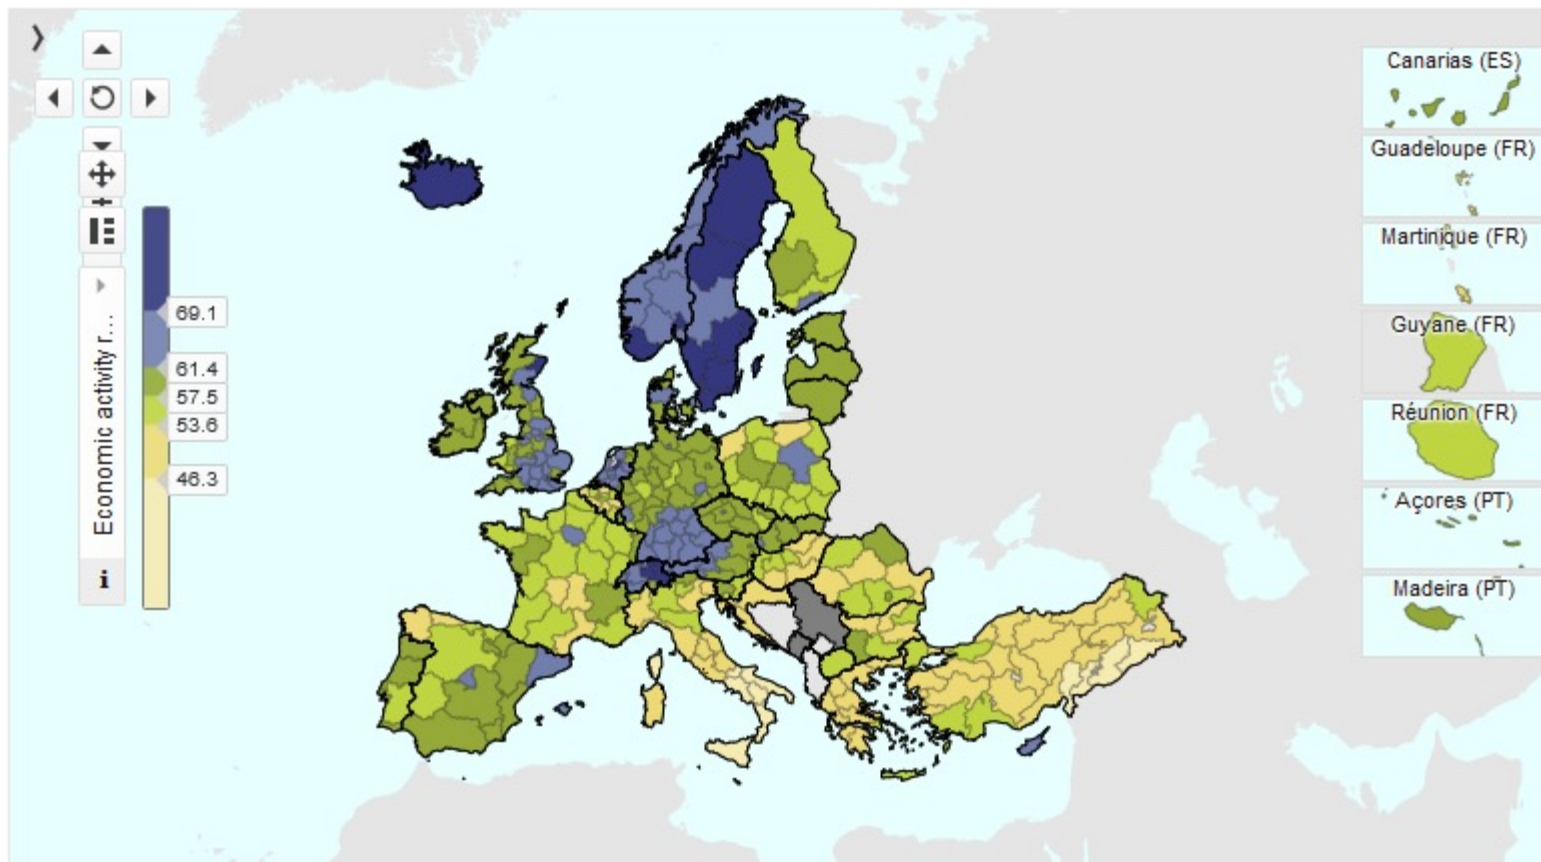 Economic activity r...
i
69.1
61.4
57.5
53.6
46.3
Canarias (ES)
Guadeloupe (FR)
Martinique (FR)
Guyane (FR)
Réunion (FR)
Açores (PT)
Madeira (PT)